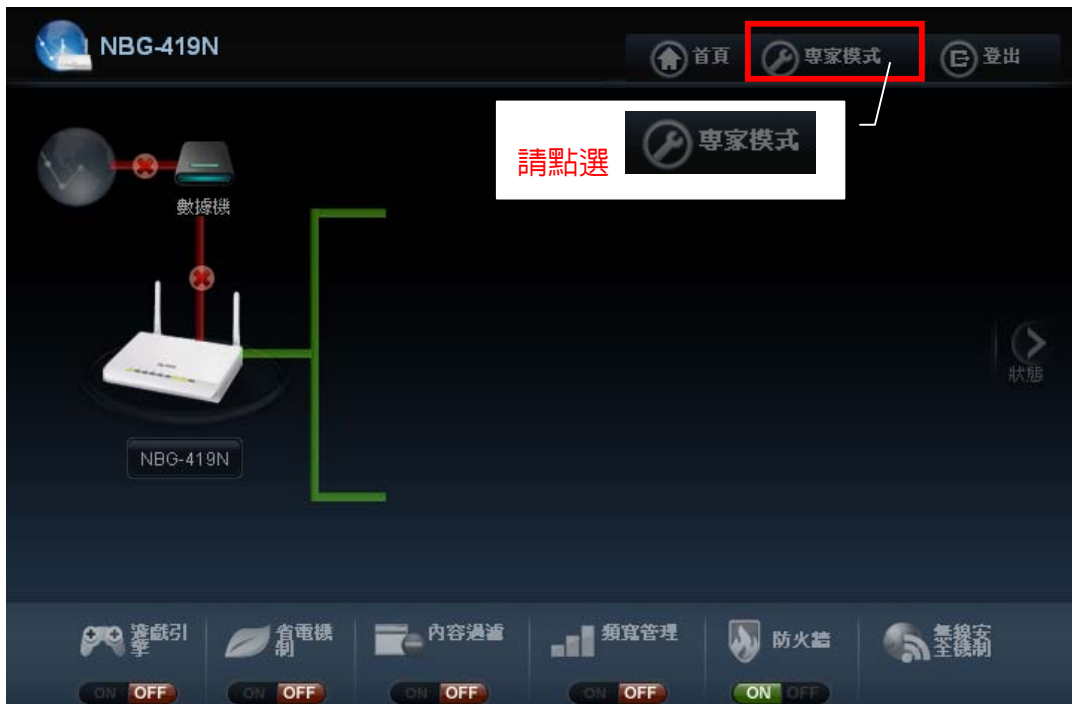 NBG-419N
首頁
專家模式
登出
請點選
專家模式
數據機
狀態
NBG-419N
遊戲引
擎
省電機
制
內容過濾
頻寬管理
防火牆
無線安
全機制
ON OFF
ON OFF
ON OFF
ON OFF
ON OFF